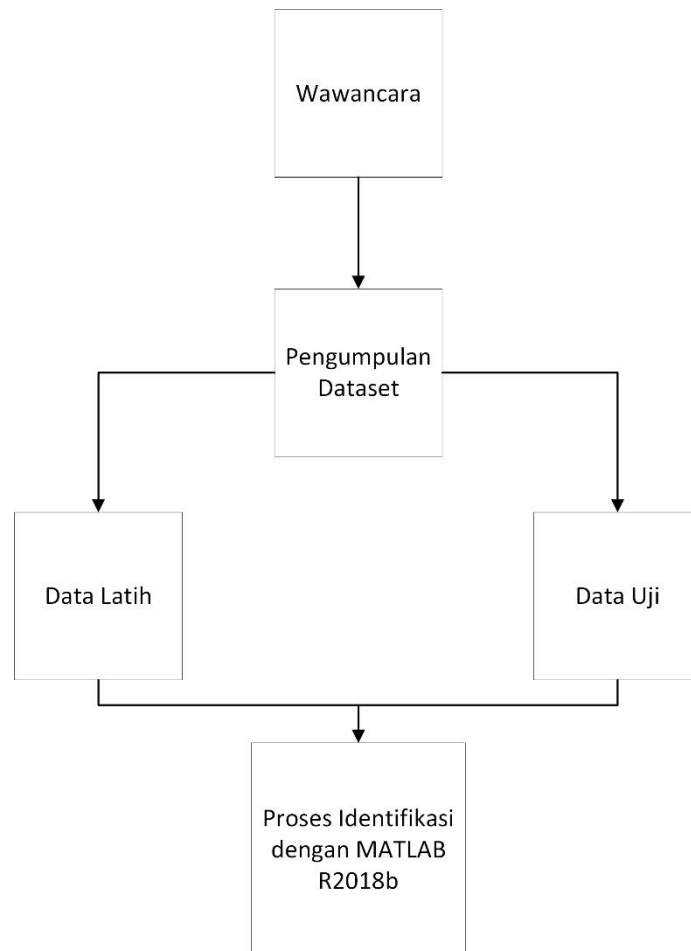 Wawancara
Pengumpulan
Dataset
Data Latih
Data Uji
Proses Identifikasi
dengan MATLAB
R2018b